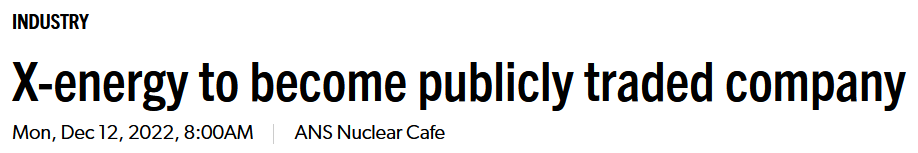 INDUSTRY
X-energy to become publicly traded company
Mon, Dec 12, 2022, 8:00AM | ANS Nuclear Cafe